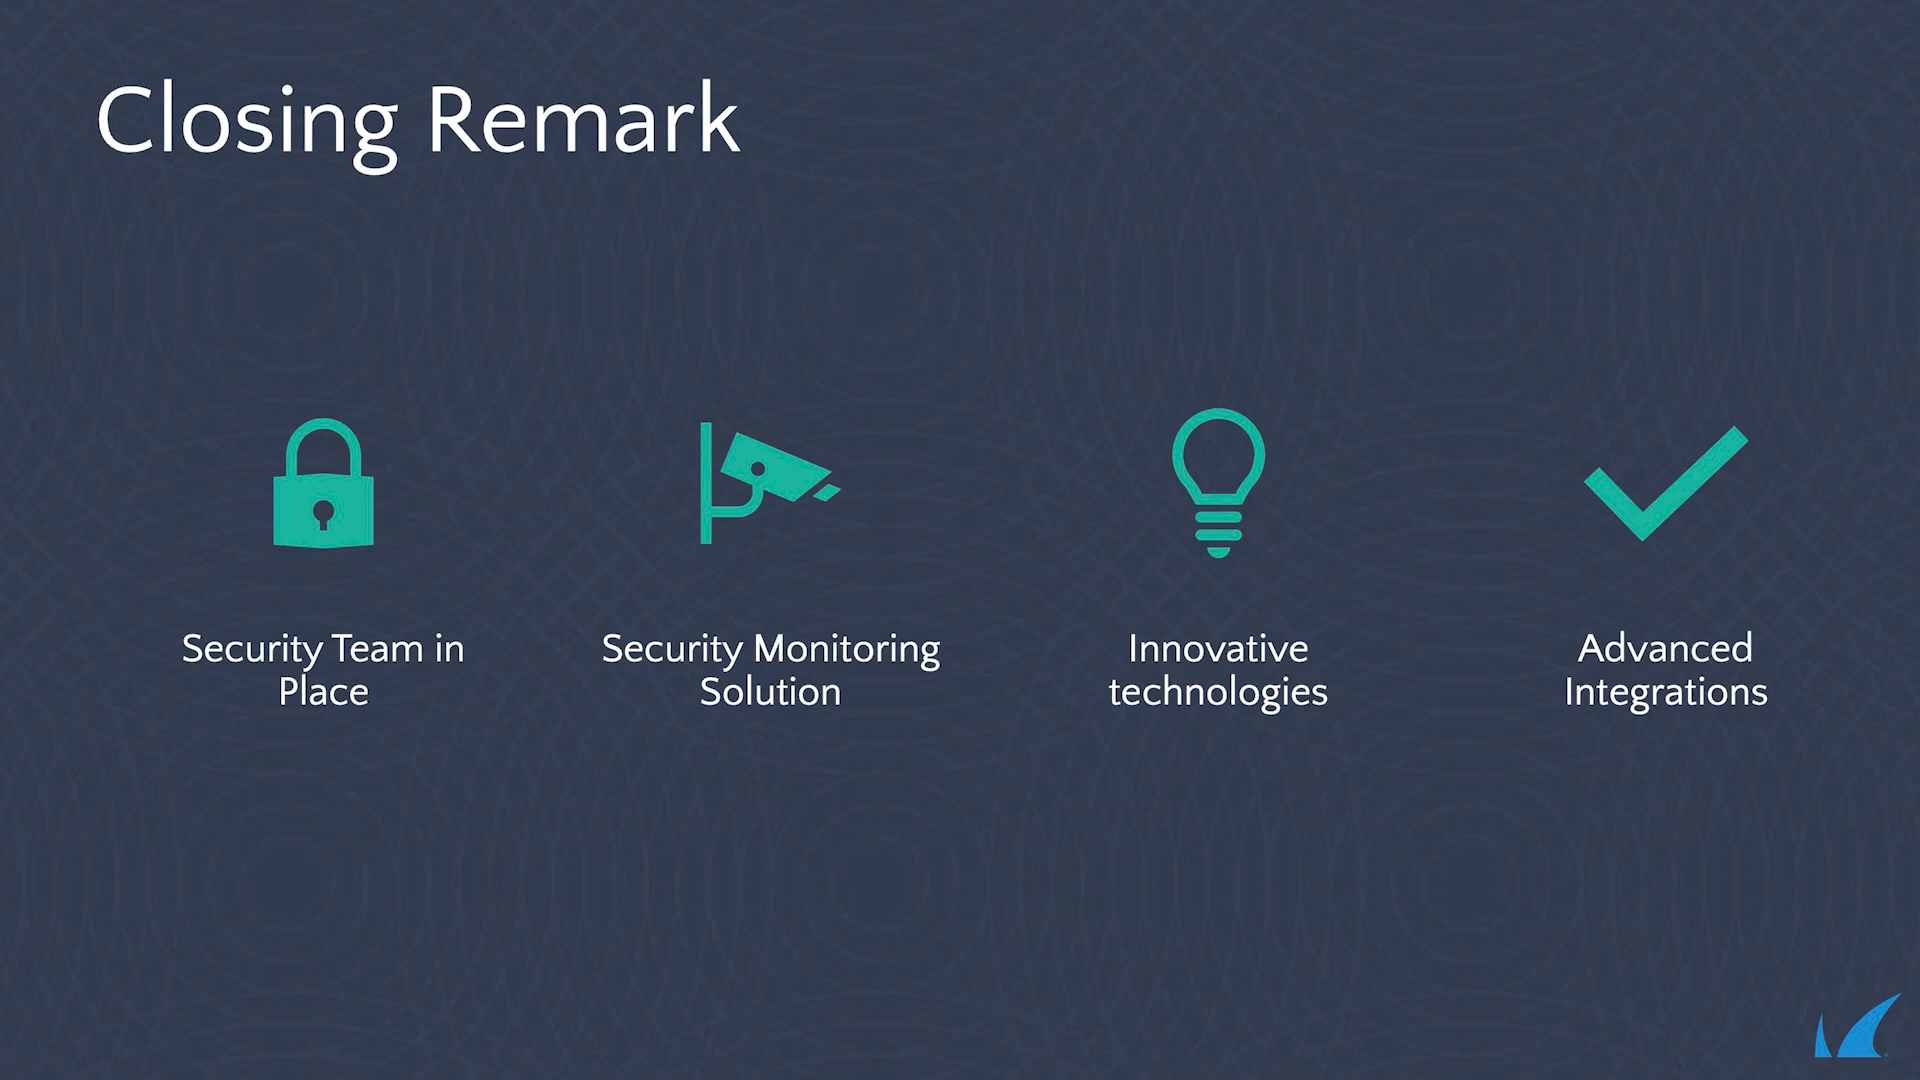 Closing Remark
Security Team in
Place
Security Monitoring
Solution
Innovative
technologies
Advanced
Integrations